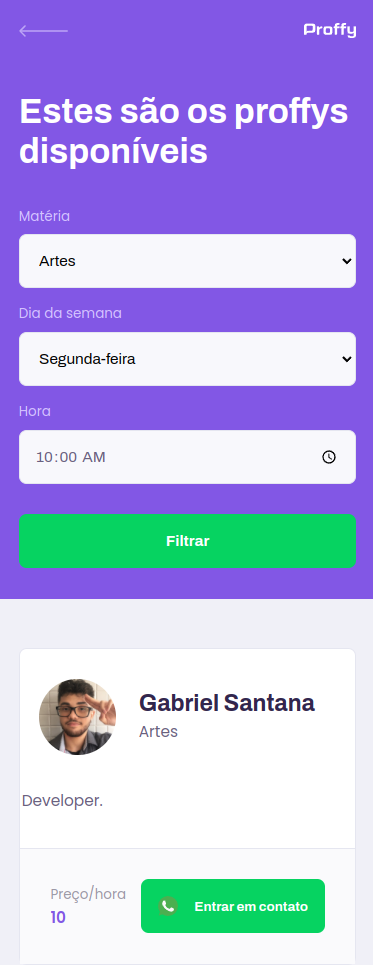 Proffy
Estes são os proffys
disponíveis
Matéria
Artes
Dia da semana
Segunda-feira
Hora
10:00 AM
Filtrar
Gabriel Santana
Artes
Developer.
Preço/hora
10
Entrar em contato